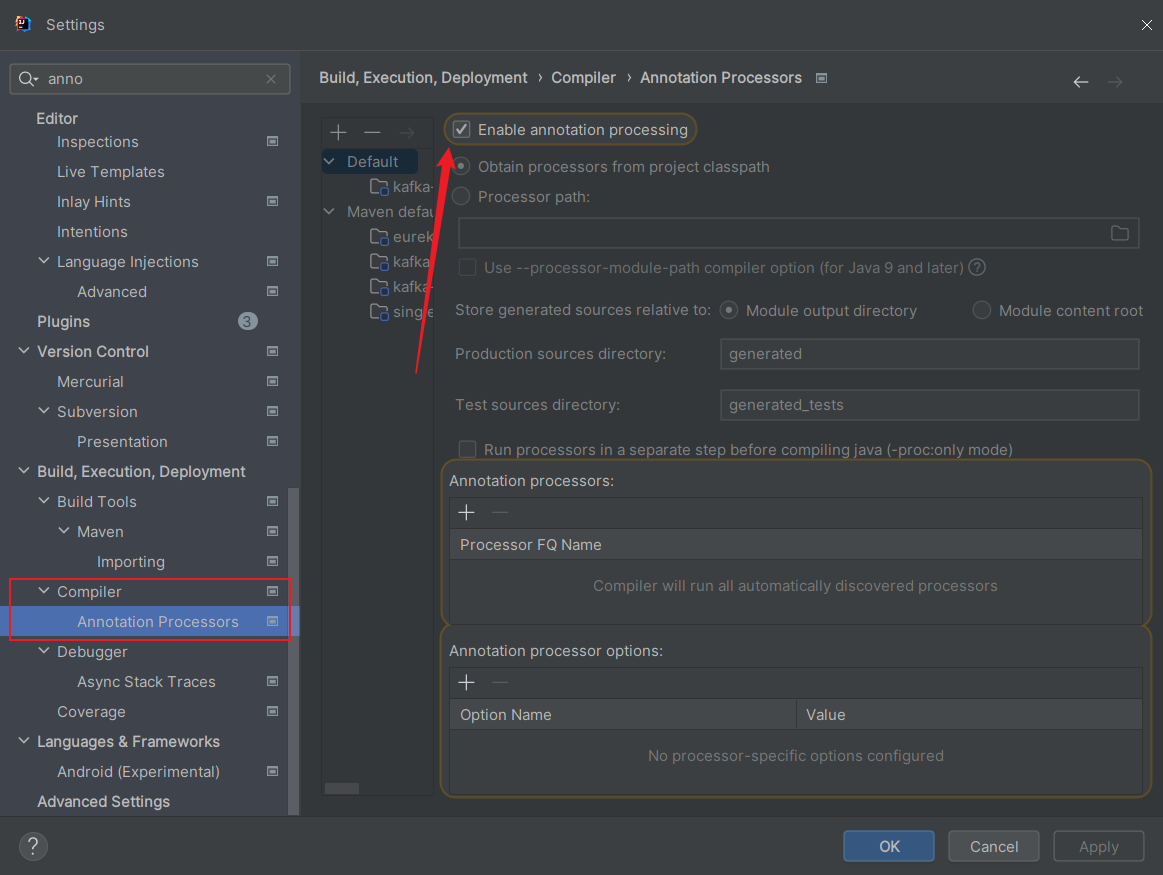 Settings
anno
Editor
Inspections
Live Templates
Inlay Hints
Intentions
Language Injections
Advanced
Plugins
3
Version Control
Mercurial
Subversion
Presentation
Build, Execution, Deployment
Build Tools
Maven
Importing
Compiler
Annotation Processors
Debugger
Async Stack Traces
Coverage
Languages & Frameworks
Android (Experimental)
Advanced Settings
Build, Execution, Deployment › Compiler › Annotation Processors
Default
kafka-
Maven defau
eurek
kafka
kafka-
single
Enable annotation processing
Obtain processors from project classpath
Processor path:
Use --processor-module-path compiler option (for Java 9 and later) ?
Store generated sources relative to: Module output directory Module content root
Production sources directory: generated
Test sources directory: generated_tests
Run processors in a separate step before compiling java (-proc:only mode)
Annotation processors:
Processor FQ Name
Compiler will run all automatically discovered processors
Annotation processor options:
Option Name Value
No processor-specific options configured
? OK Cancel Apply